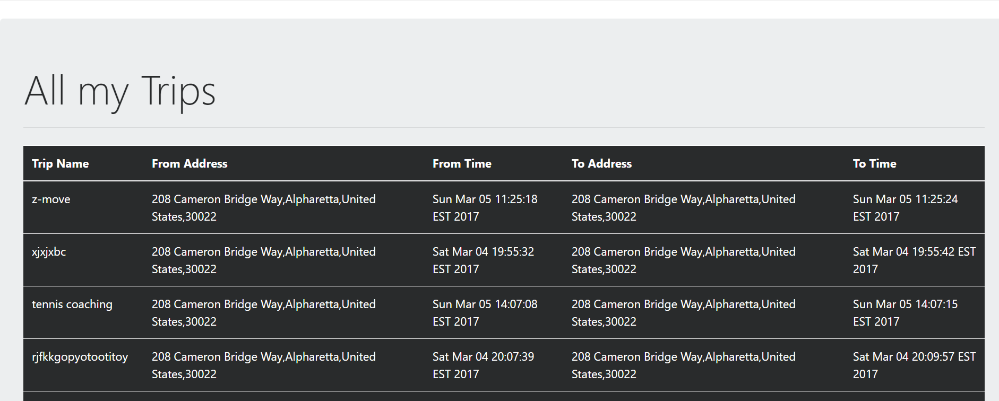 All my Trips
Trip Name From Address From Time To Address To Time
z-move 208 Cameron Bridge Way,Alpharetta,United Sun Mar 05 11:25:18 208 Cameron Bridge Way,Alpharetta,United Sun Mar 05 11:25:24
States,30022 EST 2017 States,30022 EST 2017
xjxjxbc 208 Cameron Bridge Way,Alpharetta,United Sat Mar 04 19:55:32 208 Cameron Bridge Way,Alpharetta,United Sat Mar 04 19:55:42 EST
States,30022 EST 2017 States,30022 2017
tennis coaching 208 Cameron Bridge Way,Alpharetta,United Sun Mar 05 14:07:08 208 Cameron Bridge Way,Alpharetta,United Sun Mar 05 14:07:15
States,30022 EST 2017 States,30022 EST 2017
rjfkkgopyotootitoy 208 Cameron Bridge Way,Alpharetta,United Sat Mar 04 20:07:39 208 Cameron Bridge Way,Alpharetta,United Sat Mar 04 20:09:57 EST
States,30022 EST 2017 States,30022 2017